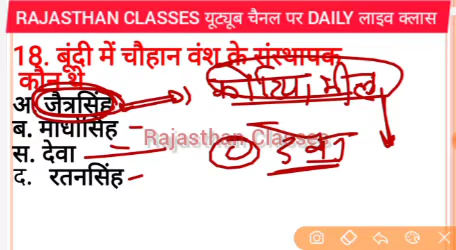 RAJASTHAN CLASSES यूट्यूब चैनल पर DAILY लाइव क्लास
18. बूंदी में चौहान वंश के संस्थापक
कौन थे
अ जैत्रसिंह
कोटिया भील
ब. माधोसिंह
Rajasthan Classes
स. देवा
द. रतनसिंह